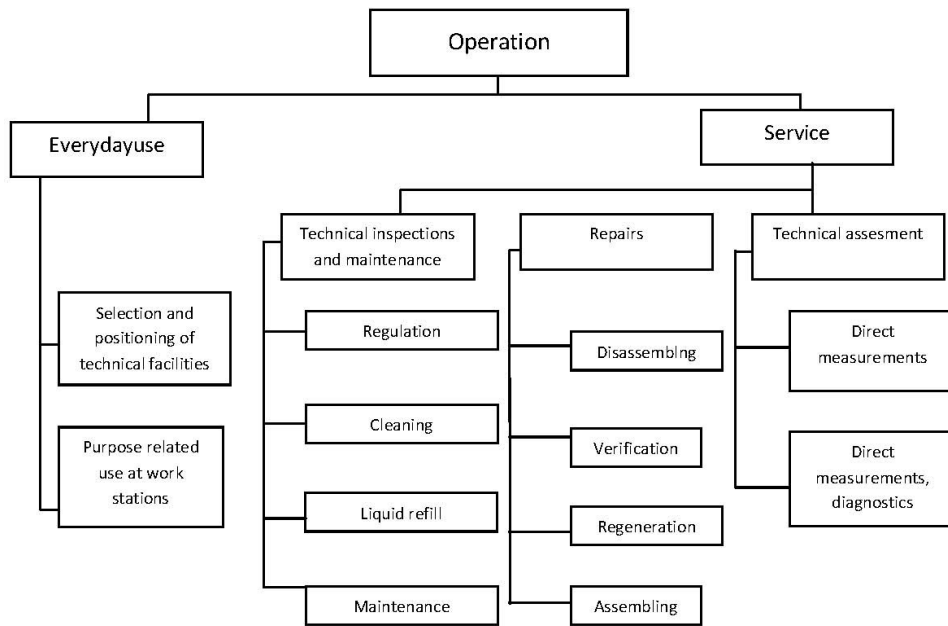 Operation
Everydayuse
Service
Technical inspections
and maintenance
Repairs
Technical assesment
Selection and
positioning of
technical facilities
Purpose related
use at work
stations
Regulation
Cleaning
Liquid refill
Maintenance
Disassemblng
Verification
Regeneration
Assembling
Direct
measurements
Direct
measurements,
diagnostics